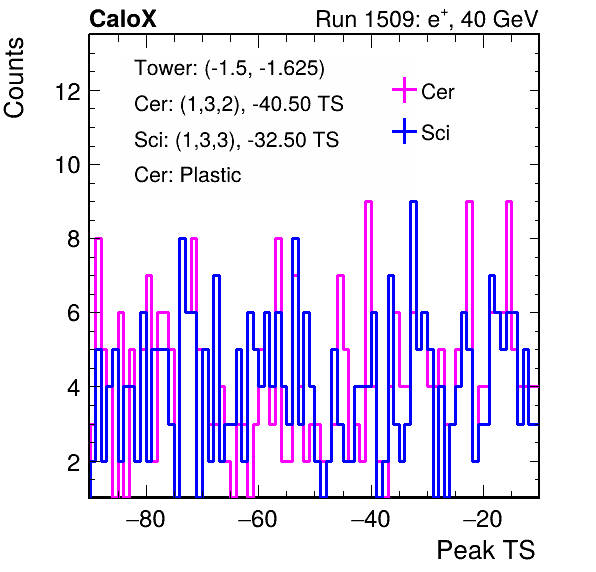 CaloX Run 1509: e⁺, 40 GeV
Counts
Tower: (-1.5, -1.625)
Cer: (1,3,2), -40.50 TS
Sci: (1,3,3), -32.50 TS
Cer: Plastic
Cer
Sci
12
10
8
6
4
2
−80 −60 −40 −20
Peak TS